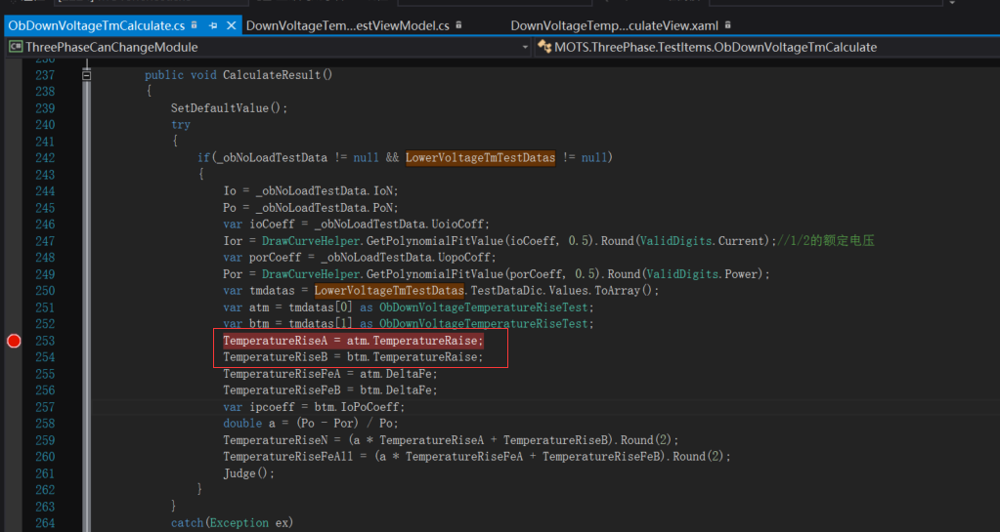 ObDownVoltageTmCalculate.cs DownVoltageTem...estViewModel.cs DownVoltageTemp...culateView.xaml
ThreePhaseCanChangeModule MOTS.ThreePhase.TestItems.ObDownVoltageTmCalculate
236
237 public void CalculateResult()
238 {
239 SetDefaultValue();
240 try
241 {
242 if(_obNoLoadTestData != null && LowerVoltageTmTestDatas != null)
243 {
244 Io = _obNoLoadTestData.IoN;
245 Po = _obNoLoadTestData.PoN;
246 var ioCoeff = _obNoLoadTestData.UoioCoff;
247 Ior = DrawCurveHelper.GetPolynomialFitValue(ioCoeff, 0.5).Round(ValidDigits.Current);//1/2的额定电压
248 var porCoeff = _obNoLoadTestData.UopoCoff;
249 Por = DrawCurveHelper.GetPolynomialFitValue(porCoeff, 0.5).Round(ValidDigits.Power);
250 var tmdatas = LowerVoltageTmTestDatas.TestDataDic.Values.ToArray();
251 var atm = tmdatas[0] as ObDownVoltageTemperatureRiseTest;
252 var btm = tmdatas[1] as ObDownVoltageTemperatureRiseTest;
253 TemperatureRiseA = atm.TemperatureRaise;
254 TemperatureRiseB = btm.TemperatureRaise;
255 TemperatureRiseFeA = atm.DeltaFe;
256 TemperatureRiseFeB = btm.DeltaFe;
257 var ipcoeff = btm.IoPoCoeff;
258 double a = (Po - Por) / Po;
259 TemperatureRiseN = (a * TemperatureRiseA + TemperatureRiseB).Round(2);
260 TemperatureRiseFeAll = (a * TemperatureRiseFeA + TemperatureRiseFeB).Round(2);
261 Judge();
262 }
263 }
264 catch(Exception ex)